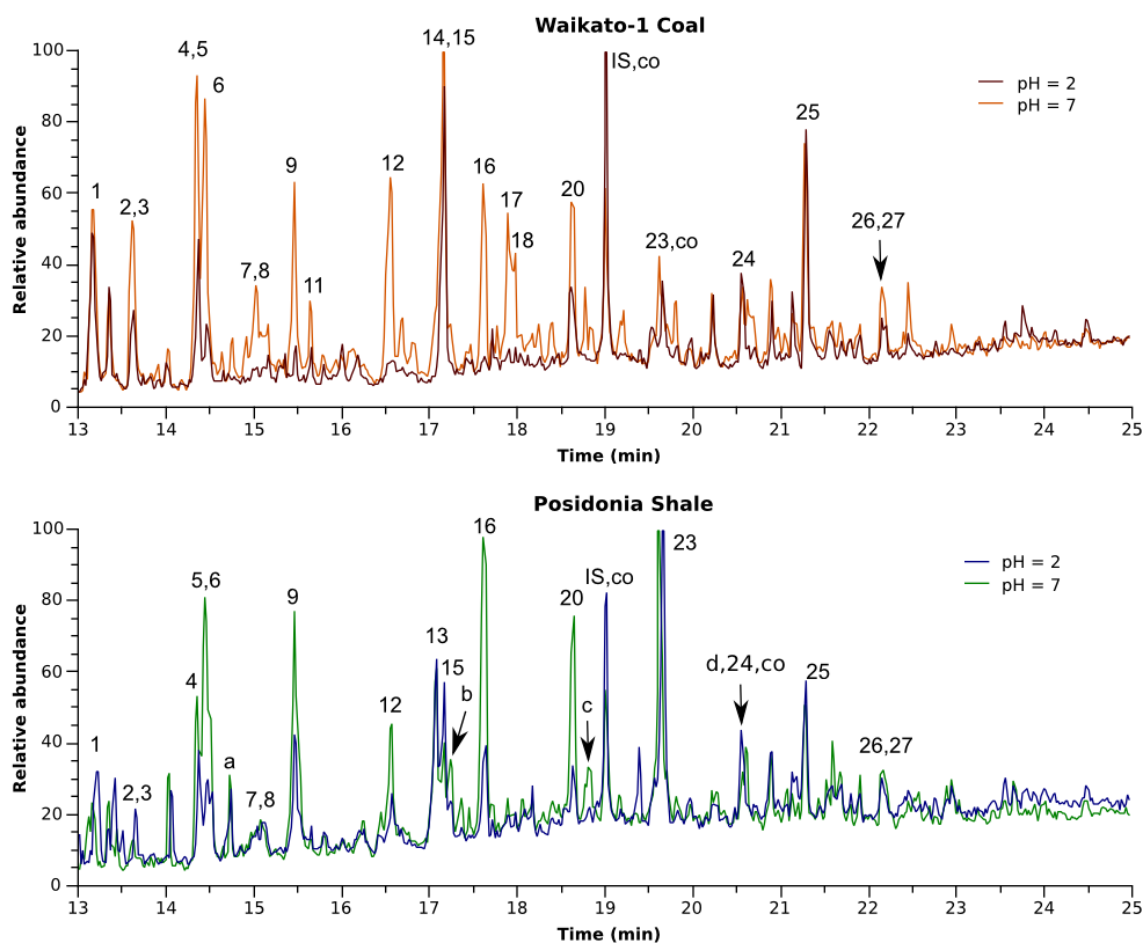 Waikato-1 Coal
Relative abundance
100
80
60
40
20
0
1
2,3
4,5
6
7,8
9
11
12
14,15
16
17
18
20
IS,co
23,co
24
25
26,27
pH = 2
pH = 7
13 14 15 16 17 18 19 20 21 22 23 24 25
Time (min)
Posidonia Shale
Relative abundance
100
80
60
40
20
0
1
2,3
4
5,6
a
7,8
9
12
13
15
b
16
20
c
IS,co
23
d,24,co
25
26,27
pH = 2
pH = 7
13 14 15 16 17 18 19 20 21 22 23 24 25
Time (min)